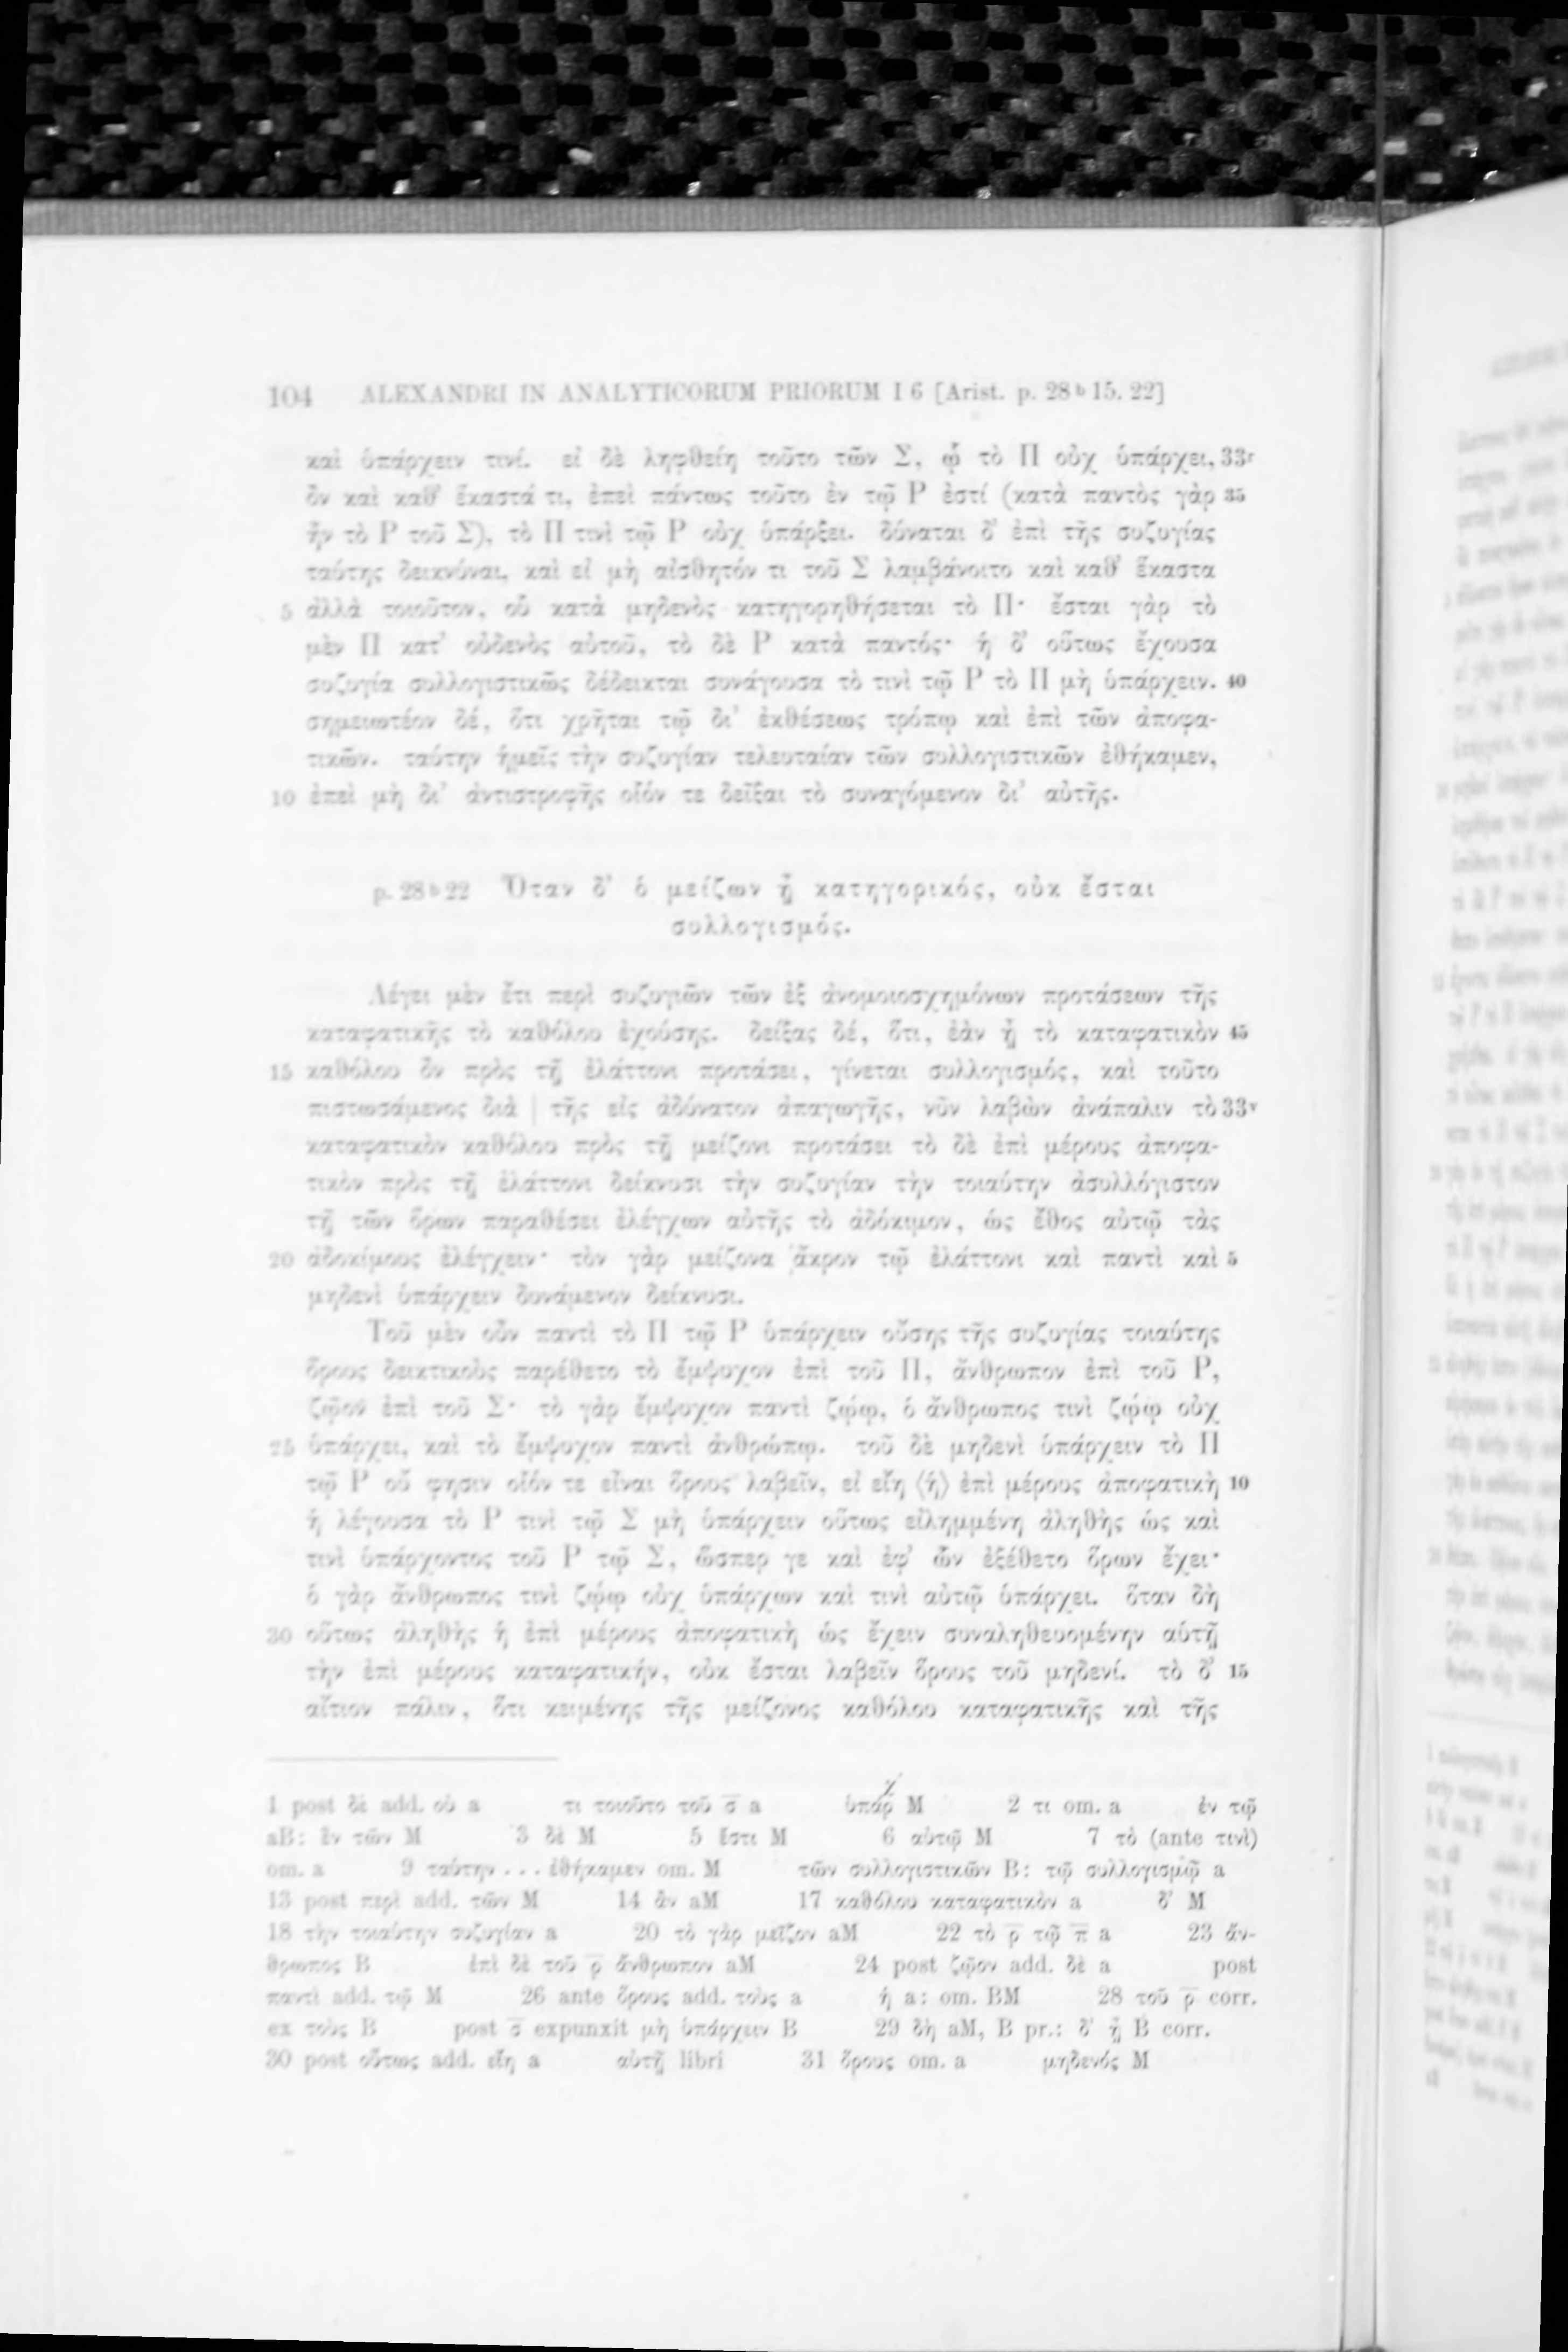 104 ALEXANDRI IN ANALYTICORUM PRIORUM I 6 [Arist. p. 28 b 15. 22]
καὶ ὑπάρχειν τινί. εἰ δὲ ληφθείη τοῦτο τῶν Σ, ᾧ τὸ Π οὐχ ὑπάρχει, 33r
ὂν καὶ καθ' ἕκαστά τι, ἐπεὶ πάντως τοῦτο ἐν τῷ Ρ ἐστί (κατὰ παντὸς γὰρ 35
ἦν τὸ Ρ τοῦ Σ), τὸ Π τινὶ τῷ Ρ οὐχ ὑπάρξει. δύναται δ' ἐπὶ τῆς συζυγίας
ταύτης δεικνύναι, καὶ εἰ μὴ αἰσθητόν τι τοῦ Σ λαμβάνοιτο καὶ καθ' ἕκαστα
5 ἀλλὰ τοιοῦτον, οὗ κατὰ μηδενὸς κατηγορηθήσεται τὸ Π· ἔσται γὰρ τὸ
μὲν Π κατ' οὐδενὸς αὐτοῦ, τὸ δὲ Ρ κατὰ παντός· ἡ δ' οὕτως ἔχουσα
συζυγία συλλογιστικῶς δέδεικται συνάγουσα τὸ τινὶ τῷ Ρ τὸ Π μὴ ὑπάρχειν. 40
σημειωτέον δέ, ὅτι χρῆται τῷ δι' ἐκθέσεως τρόπῳ καὶ ἐπὶ τῶν ἀποφα-
τικῶν. ταύτην ἡμεῖς τὴν συζυγίαν τελευταίαν τῶν συλλογιστικῶν ἐθήκαμεν,
10 ἐπεὶ μὴ δι' ἀντιστροφῆς οἷόν τε δεῖξαι τὸ συναγόμενον δι' αὐτῆς.
p. 28 b 22 Ὅταν δ' ὁ μείζων ᾖ κατηγορικός, οὐκ ἔσται
συλλογισμός.
Λέγει μὲν ἔτι περὶ συζυγιῶν τῶν ἐξ ἀνομοιοσχημόνων προτάσεων τῆς
καταφατικῆς τὸ καθόλου ἐχούσης. δείξας δέ, ὅτι, ἐὰν ᾖ τὸ καταφατικὸν 45
15 καθόλου ὂν πρὸς τῇ ἐλάττονι προτάσει, γίνεται συλλογισμός, καὶ τοῦτο
πιστωσάμενος διὰ | τῆς εἰς ἀδύνατον ἀπαγωγῆς, νῦν λαβὼν ἀνάπαλιν τὸ 33v
καταφατικὸν καθόλου πρὸς τῇ μείζονι προτάσει τὸ δὲ ἐπὶ μέρους ἀποφα-
τικὸν πρὸς τῇ ἐλάττονι δείκνυσι τὴν συζυγίαν τὴν τοιαύτην ἀσυλλόγιστον
τῇ τῶν ὅρων παραθέσει ἐλέγχων αὐτῆς τὸ ἀδόκιμον, ὡς ἔθος αὐτῷ τὰς
20 ἀδοκίμους ἐλέγχειν· τὸν γὰρ μείζονα ἄκρον τῷ ἐλάττονι καὶ παντὶ καὶ 5
μηδενὶ ὑπάρχειν δυνάμενον δείκνυσι.
Τοῦ μὲν οὖν παντὶ τὸ Π τῷ Ρ ὑπάρχειν οὔσης τῆς συζυγίας τοιαύτης
ὅρους δεικτικοὺς παρέθετο τὸ ἔμψυχον ἐπὶ τοῦ Π, ἄνθρωπον ἐπὶ τοῦ Ρ,
ζῷον ἐπὶ τοῦ Σ· τὸ γὰρ ἔμψυχον παντὶ ζῴῳ, ὁ ἄνθρωπος τινὶ ζῴῳ οὐχ
25 ὑπάρχει, καὶ τὸ ἔμψυχον παντὶ ἀνθρώπῳ. τοῦ δὲ μηδενὶ ὑπάρχειν τὸ Π
τῷ Ρ οὔ φησιν οἷόν τε εἶναι ὅρους λαβεῖν, εἰ εἴη ⟨ἡ⟩ ἐπὶ μέρους ἀποφατικὴ 10
ἡ λέγουσα τὸ Ρ τινὶ τῷ Σ μὴ ὑπάρχειν οὕτως εἰλημμένη ἀληθὴς ὡς καὶ
τινὶ ὑπάρχοντος τοῦ Ρ τῷ Σ, ὥσπερ γε καὶ ἐφ' ὧν ἐξέθετο ὅρων ἔχει·
ὁ γὰρ ἄνθρωπος τινὶ ζῴῳ οὐχ ὑπάρχων καὶ τινὶ αὐτῷ ὑπάρχει. ὅταν δὴ
30 οὕτως ἀληθὴς ἡ ἐπὶ μέρους ἀποφατικὴ ὡς ἔχειν συναληθευομένην αὑτῇ
τὴν ἐπὶ μέρους καταφατικήν, οὐκ ἔσται λαβεῖν ὅρους τοῦ μηδενί. τὸ δ' 15
αἴτιον πάλιν, ὅτι κειμένης τῆς μείζονος καθόλου καταφατικῆς καὶ τῆς
1 post δὲ add. οὐ a τι τοιοῦτο τοῦ σ̅ a ὑπάρχ M 2 τι om. a ἐν τῷ
aB: ἓν τῶν M 3 δὲ M 5 ἔστι M 6 αὐτῷ M 7 τὸ (ante τινὶ)
om. a 9 ταύτην . . . ἐθήκαμεν om. M τῶν συλλογιστικῶν B: τῷ συλλογισμῷ a
13 post περὶ add. τῶν M 14 ἂν aM 17 καθόλου καταφατικὸν a δ' M
18 τὴν τοιαύτην συζυγίαν a 20 τὸ γὰρ μεῖζον aM 22 τὸ ρ̅ τῷ π̅ a 23 ἄν-
θρωπος B ἐπὶ δὲ τοῦ ρ̅ ἄνθρωπον aM 24 post ζῷον add. δὲ a post
παντὶ add. τῷ M 26 ante ὅρους add. τοὺς a ἡ a: om. BM 28 τοῦ ρ̅ corr.
ex τοὺς B post σ̅ expunxit μὴ ὑπάρχειν B 29 δὴ aM, B pr.: δ' ᾖ B corr.
30 post οὕτως add. εἴη a αὐτῇ libri 31 ὅρους om. a μηδενός M